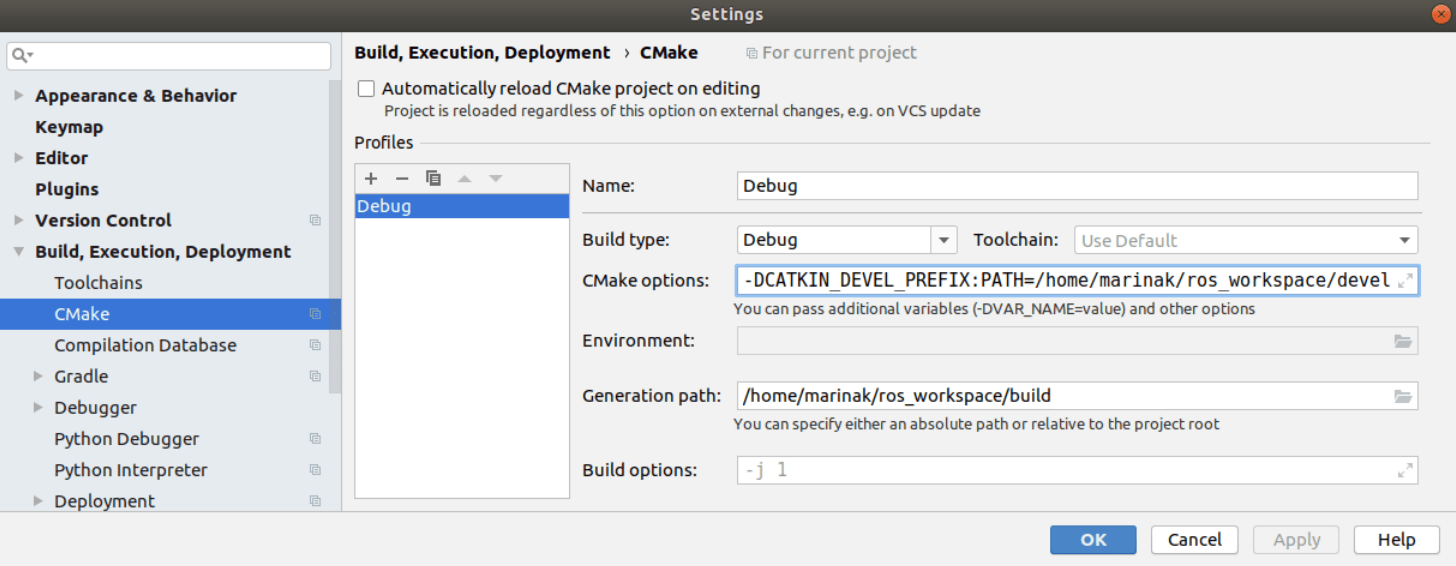 Settings
Build, Execution, Deployment › CMake For current project
Appearance & Behavior
Keymap
Editor
Plugins
Version Control
Build, Execution, Deployment
Toolchains
CMake
Compilation Database
Gradle
Debugger
Python Debugger
Python Interpreter
Deployment
Automatically reload CMake project on editing
Project is reloaded regardless of this option on external changes, e.g. on VCS update
Profiles
Debug
Name: Debug
Build type: Debug Toolchain: Use Default
CMake options: -DCATKIN_DEVEL_PREFIX:PATH=/home/marinak/ros_workspace/devel
You can pass additional variables (-DVAR_NAME=value) and other options
Environment:
Generation path: /home/marinak/ros_workspace/build
You can specify either an absolute path or relative to the project root
Build options: -j 1
OK Cancel Apply Help